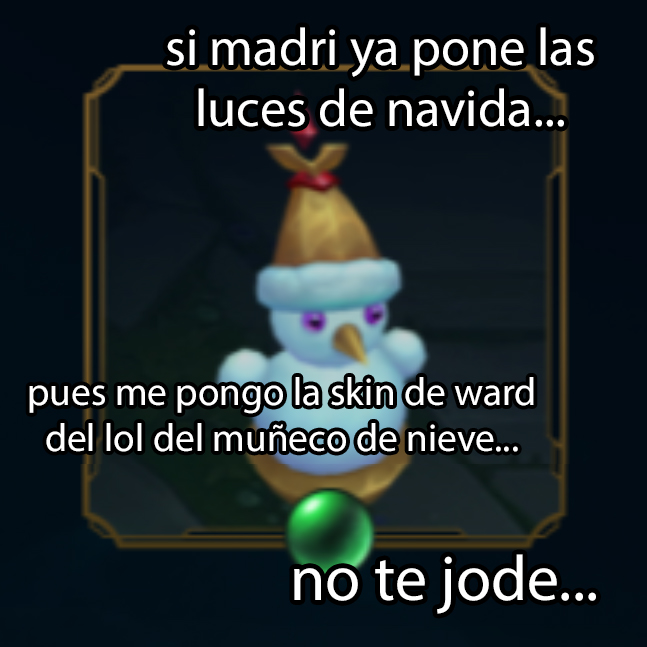 si madri ya pone las
luces de navida...
pues me pongo la skin de ward
del lol del muñeco de nieve...
no te jode...